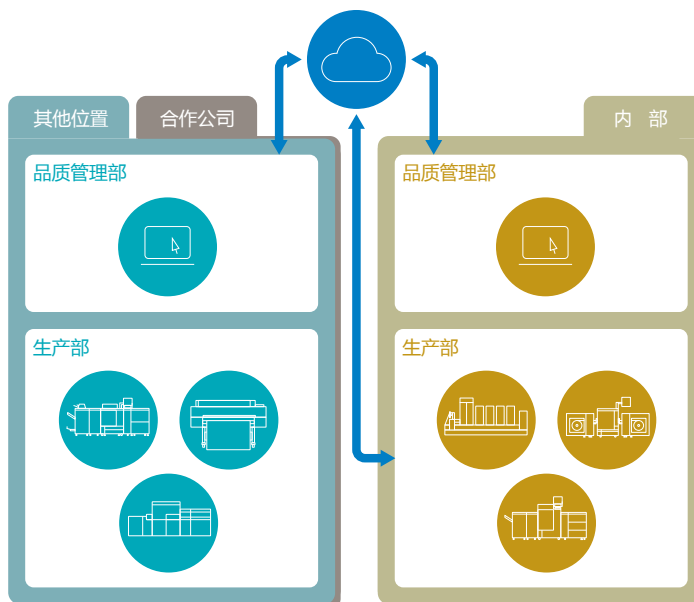 其他位置
合作公司
内 部
品质管理部
生产部
品质管理部
生产部